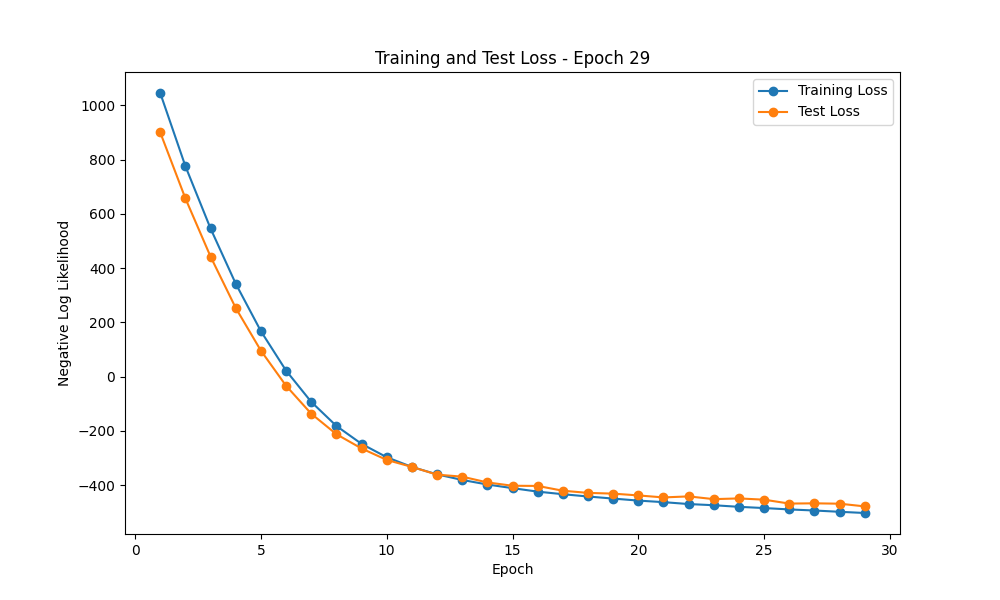 Training and Test Loss - Epoch 29
Training Loss
Test Loss
1000
800
600
400
200
0
−200
−400
Negative Log Likelihood
0 5 10 15 20 25 30
Epoch